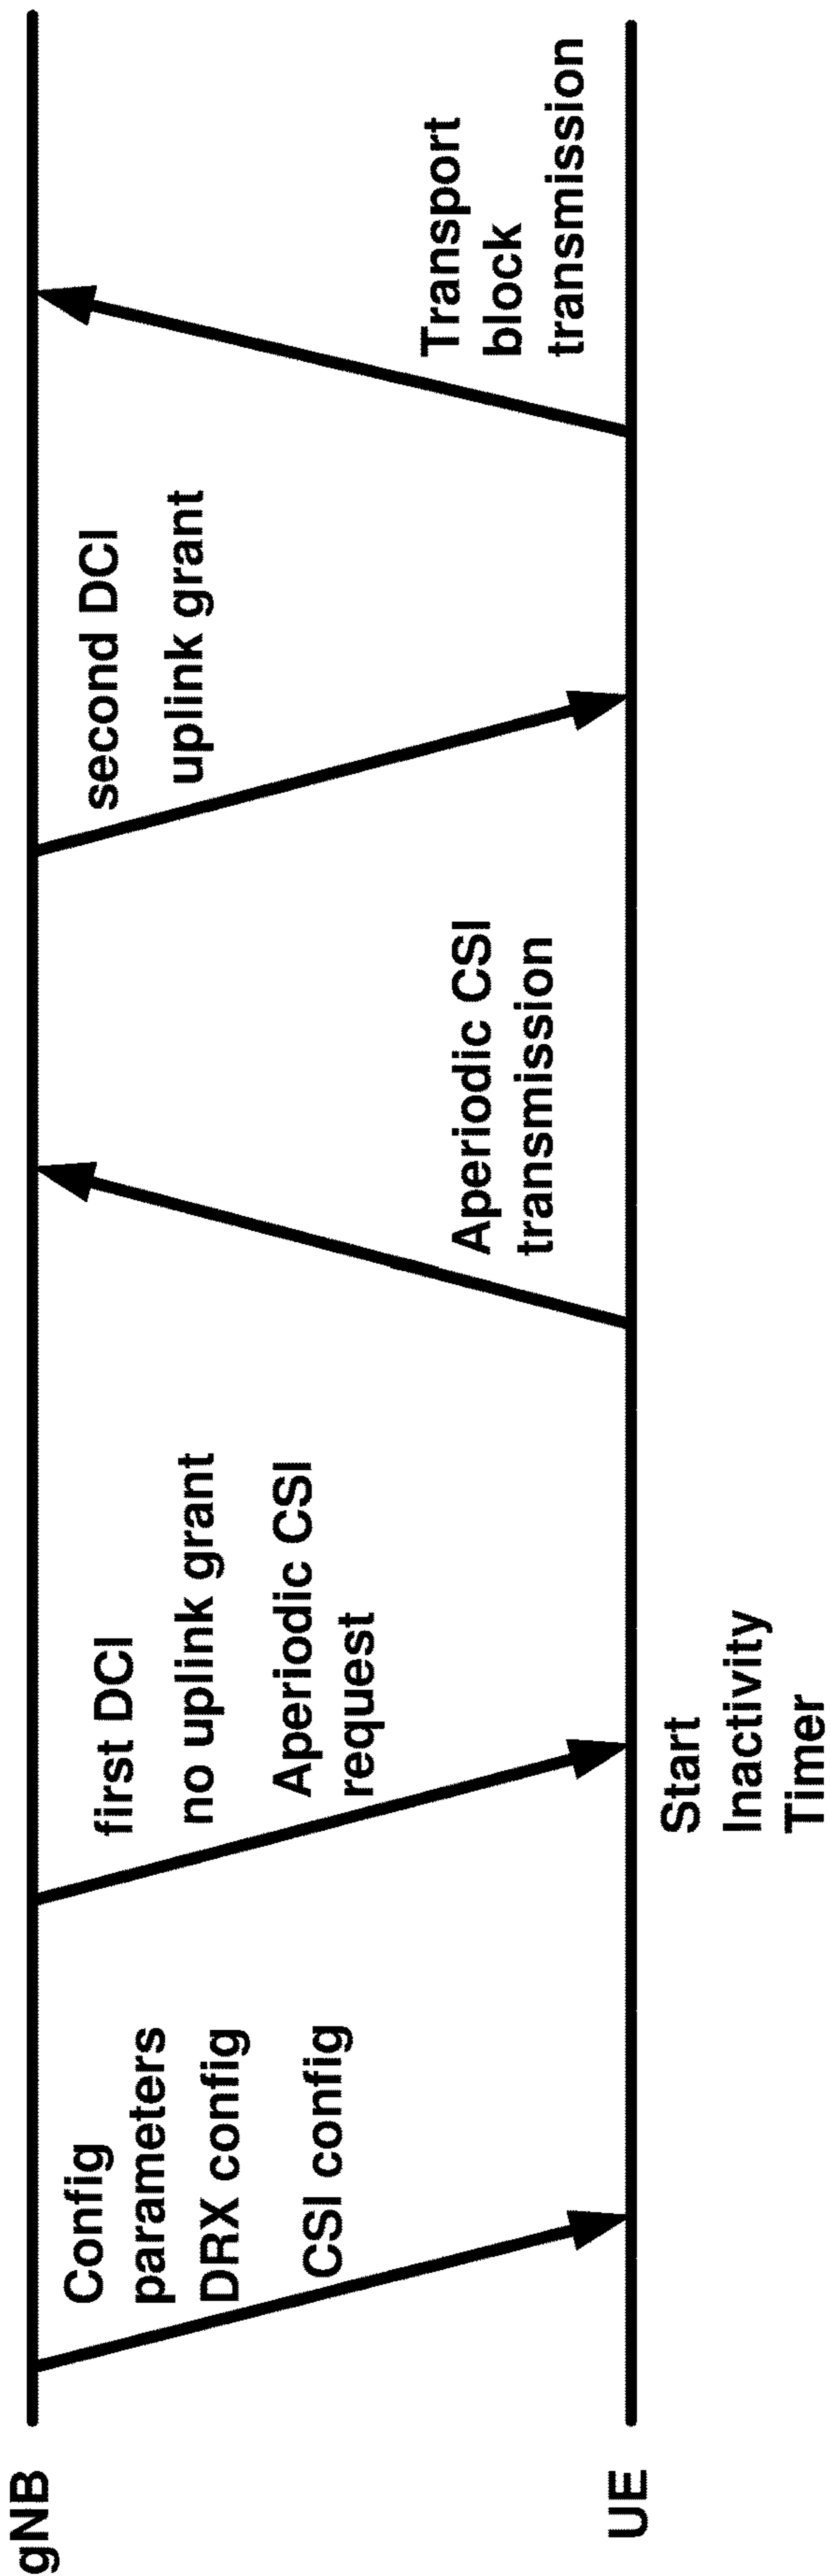 gNB
Config
parameters
DRX config
CSI config
first DCI
no uplink grant
Aperiodic CSI
request
second DCI
uplink grant
Aperiodic CSI
transmission
Transport
block
transmission
UE
Start
Inactivity
Timer